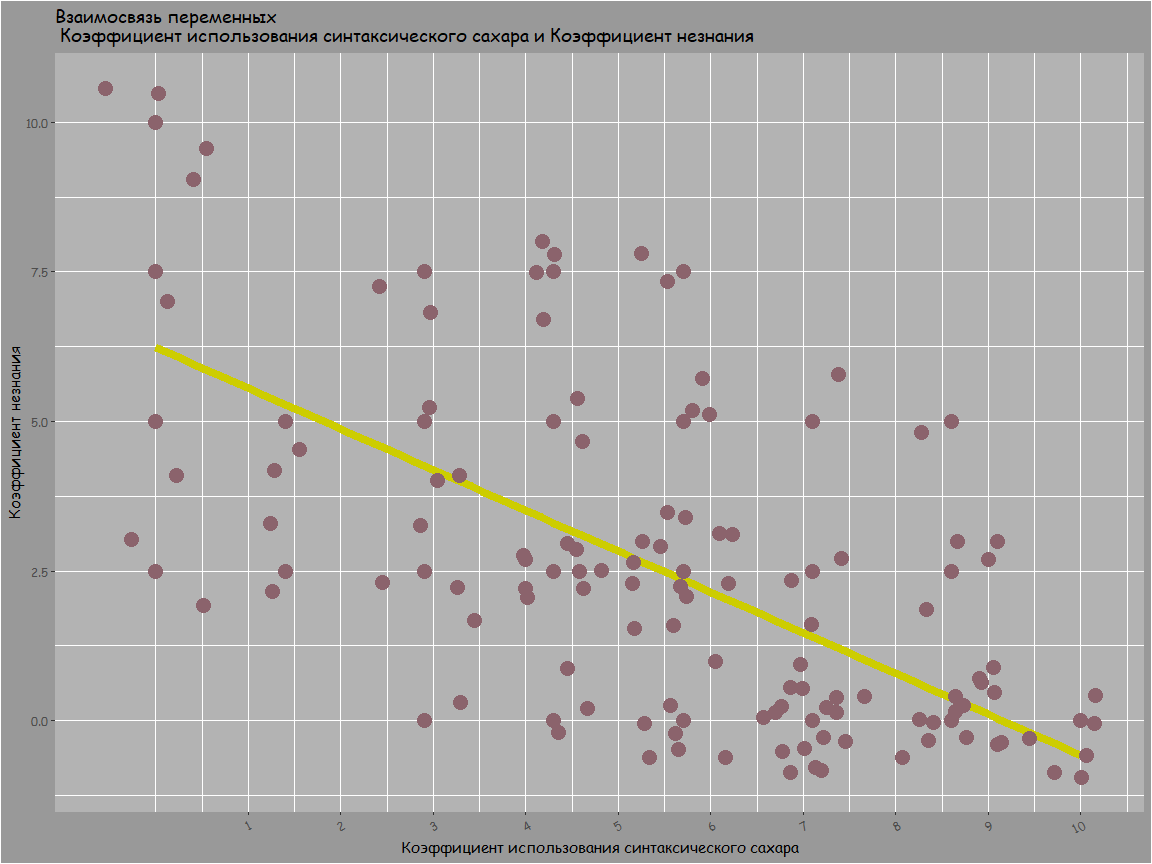 Взаимосвязь переменных
Коэффициент использования синтаксического сахара и Коэффициент незнания
10.0
7.5
5.0
2.5
0.0
Коэффициент незнания
1 2 3 4 5 6 7 8 9 10
Коэффициент использования синтаксического сахара